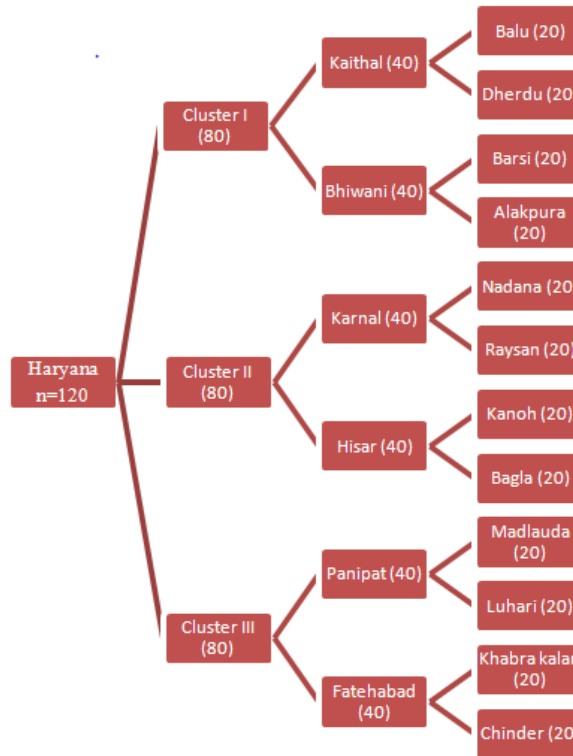 Haryana
n=120
Cluster I
(80)
Cluster II
(80)
Cluster III
(80)
Kaithal (40)
Bhiwani (40)
Karnal (40)
Hisar (40)
Panipat (40)
Fatehabad
(40)
Balu (20)
Dherdu (20
Barsi (20)
Alakpura
(20)
Nadana (20
Raysan (20)
Kanoh (20)
Bagla (20)
Madlauda
(20)
Luhari (20)
Khabra kalan
(20)
Chinder (20